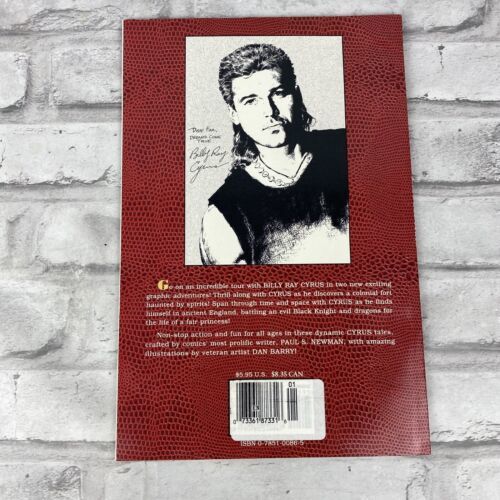 Dear Fan,
Dreams Come
True!
Billy Ray
Cyrus
Go on an incredible tour with BILLY RAY CYRUS in two new exciting
graphic adventures! Thrill along with CYRUS as he discovers a colonial fort
haunted by spirits! Span through time and space with CYRUS as he finds
himself in ancient England, battling an evil Black Knight and dragons for
the life of a fair princess!
Non-stop action and fun for all ages in these dynamic CYRUS tales,
crafted by comics' most prolific writer, PAUL S. NEWMAN, with amazing
illustrations by veteran artist DAN BARRY!
$5.95 U.S. $8.35 CAN.
01
0 73361 87331 6
ISBN 0-7851-0086-5